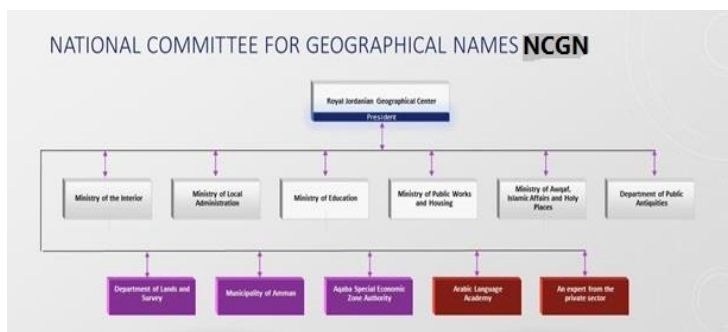 NATIONAL COMMITTEE FOR GEOGRAPHICAL NAMES NCGN
Royal Jordanian Geographical Center
President
Ministry of the Interior
Ministry of Local
Administration
Ministry of Education
Ministry of Public Works
and Housing
Ministry of Awqaf,
Islamic Affairs and Holy
Places
Department of Public
Antiquities
Department of Lands and
Survey
Municipality of Amman
Aqaba Special Economic
Zone Authority
Arabic Language
Academy
An expert from the
private sector